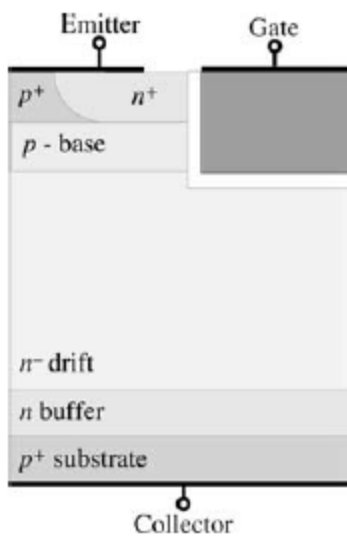 Emitter
Gate
p+
n+
p - base
n− drift
n buffer
p+ substrate
Collector